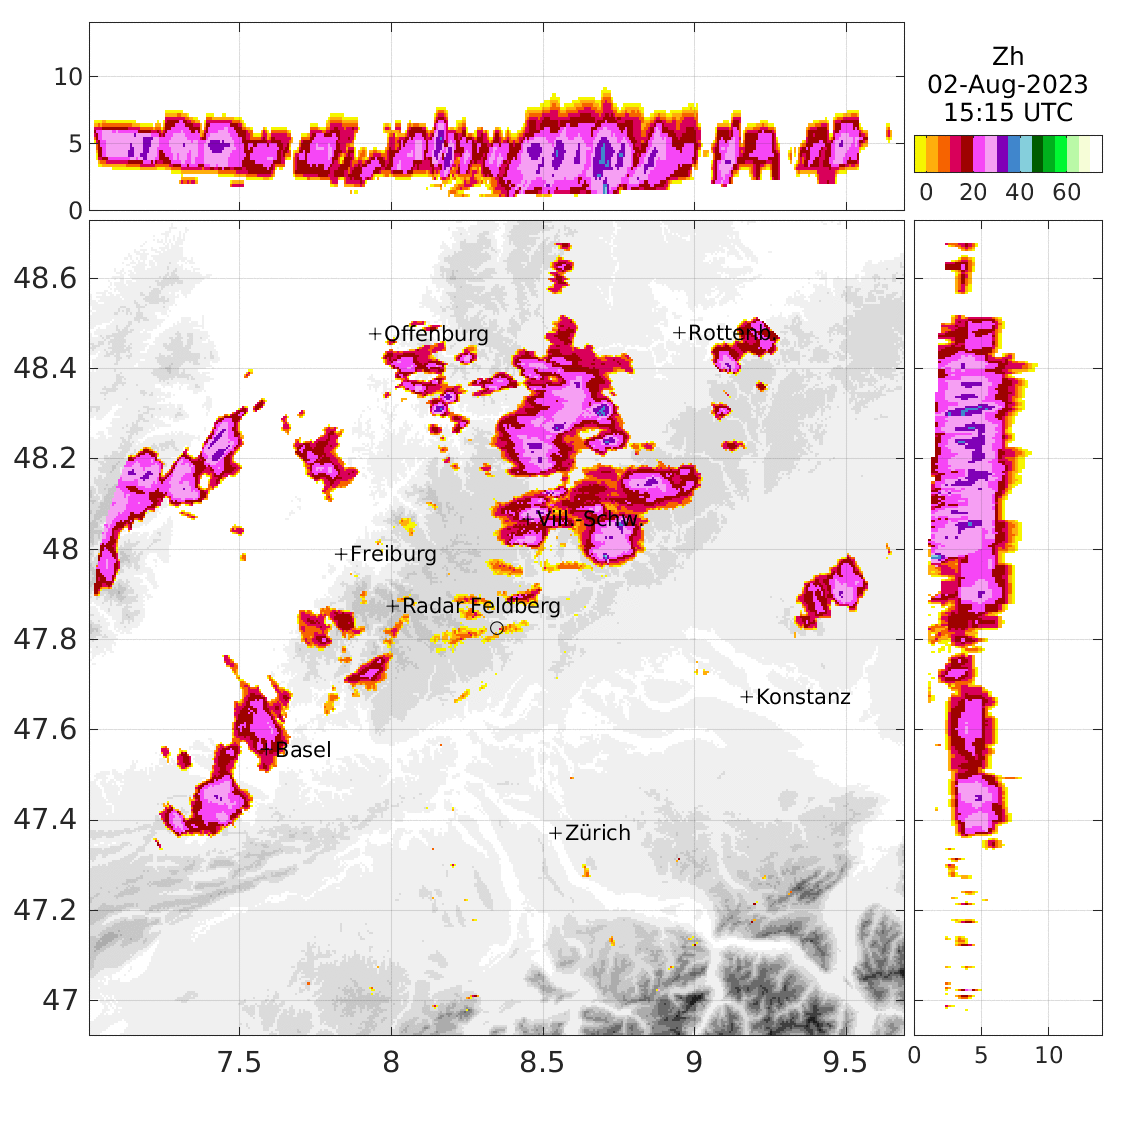 Zh
02-Aug-2023
15:15 UTC
0 20 40 60
10
5
0
48.6
48.4
48.2
48
47.8
47.6
47.4
47.2
47
+Offenburg
+Rottenb.
+Vill.-Schw.
+Freiburg
+Radar Feldberg
+Konstanz
+Basel
+Zürich
7.5 8 8.5 9 9.5
0 5 10